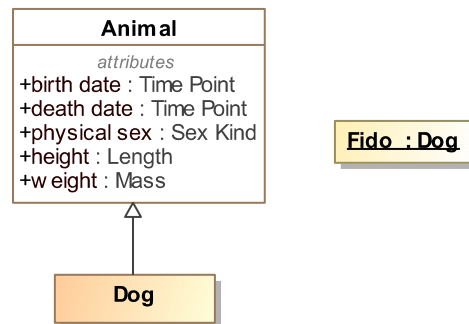 Animal
attributes
+birth date : Time Point
+death date : Time Point
+physical sex : Sex Kind
+height : Length
+weight : Mass
Fido : Dog
Dog